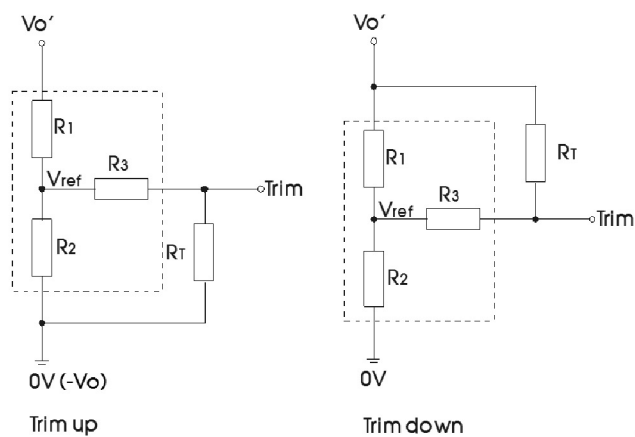 Vo′
R1
Vref
R3
Trim
R2
RT
0V (-Vo)
Trim up
Vo′
R1
RT
Vref
R3
Trim
R2
0V
Trim down